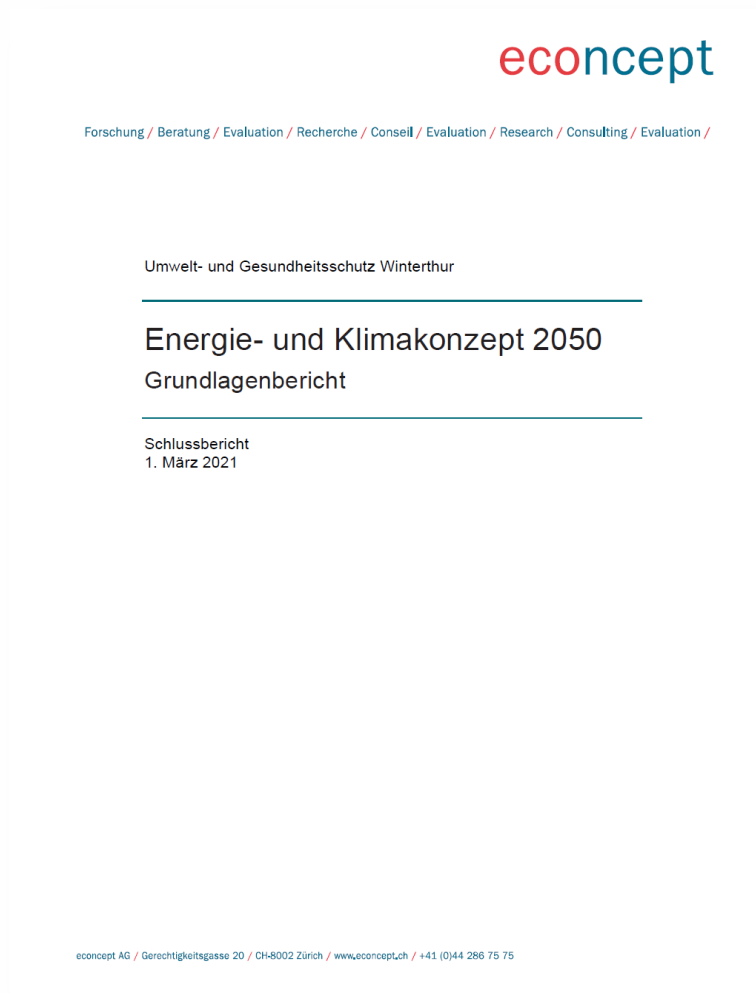 econcept
Forschung / Beratung / Evaluation / Recherche / Conseil / Evaluation / Research / Consulting / Evaluation /
Umwelt- und Gesundheitsschutz Winterthur
Energie- und Klimakonzept 2050
Grundlagenbericht
Schlussbericht
1. März 2021
econcept AG / Gerechtigkeitsgasse 20 / CH-8002 Zürich / www.econcept.ch / +41 (0)44 286 75 75